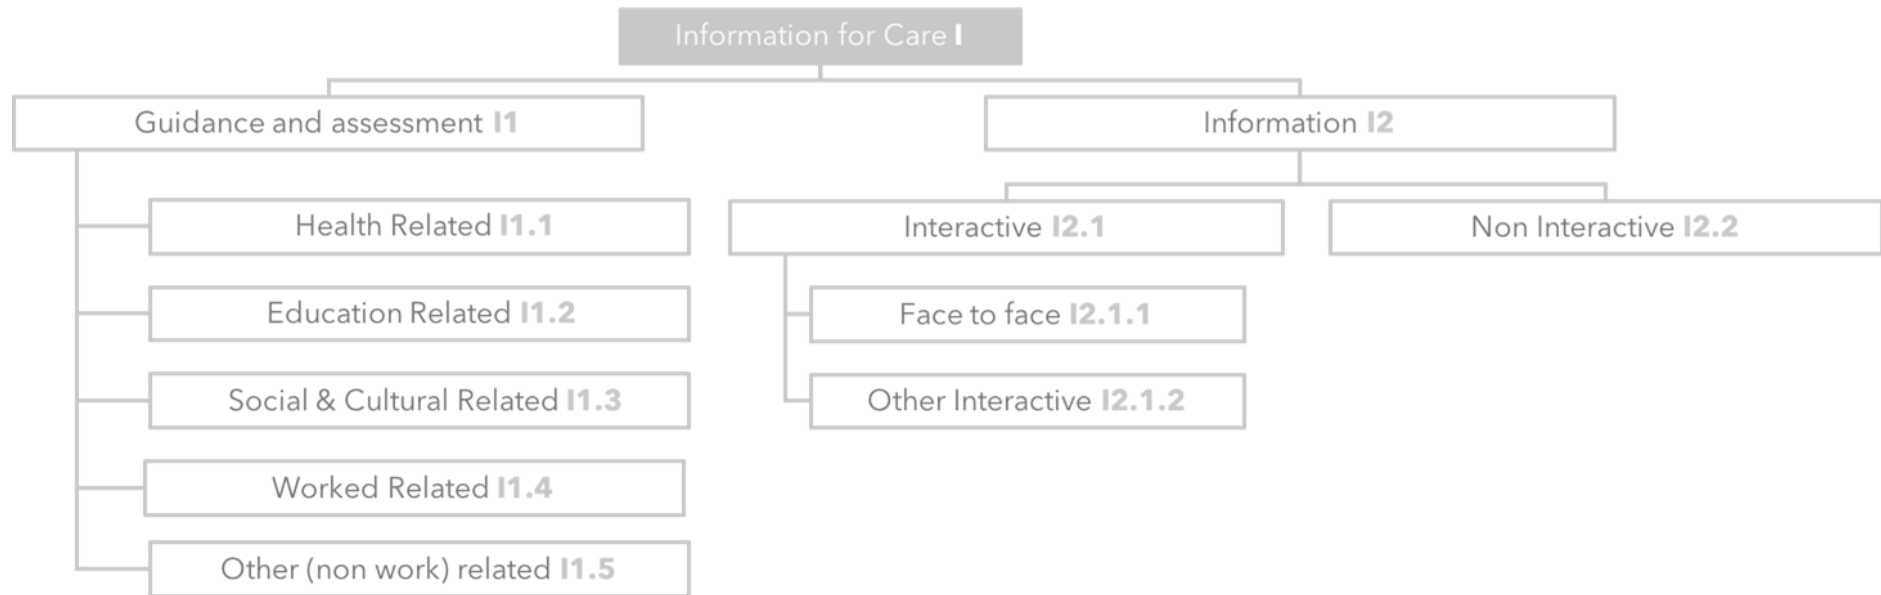 Information for Care I
Guidance and assessment I1
Information I2
Health Related I1.1
Interactive I2.1
Non Interactive I2.2
Education Related I1.2
Face to face I2.1.1
Social & Cultural Related I1.3
Other Interactive I2.1.2
Worked Related I1.4
Other (non work) related I1.5